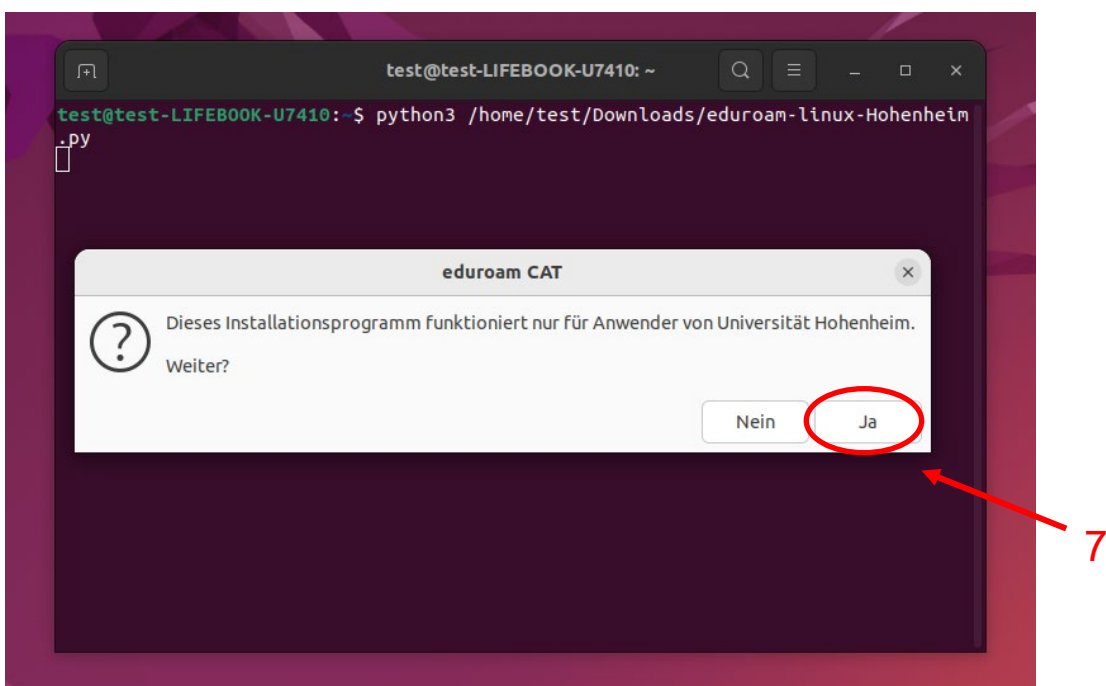 test@test-LIFEBOOK-U7410: ~
test@test-LIFEBOOK-U7410:~$ python3 /home/test/Downloads/eduroam-linux-Hohenheim
.py
eduroam CAT
?
Dieses Installationsprogramm funktioniert nur für Anwender von Universität Hohenheim.
Weiter?
Nein Ja
7